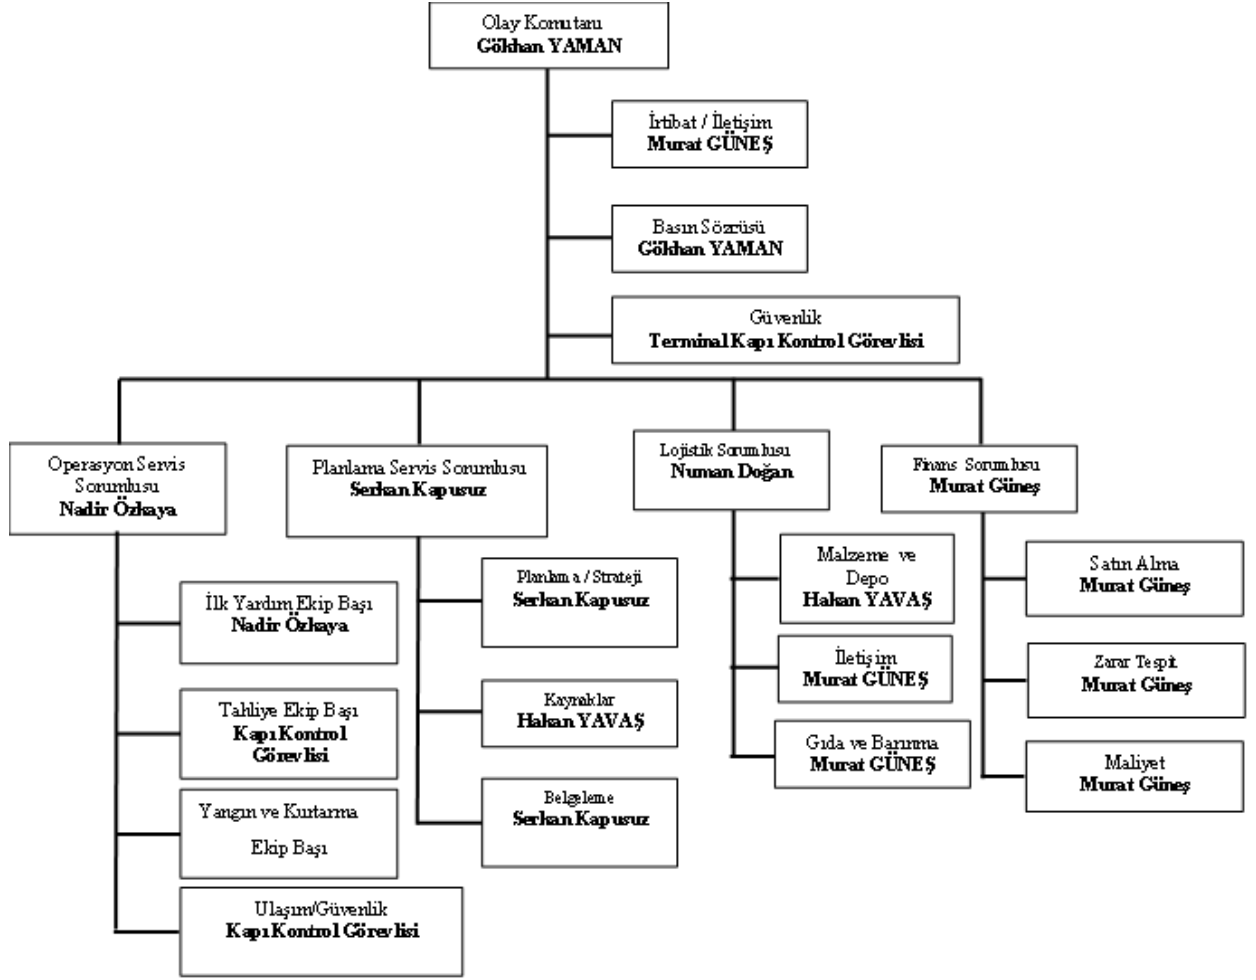 Olay Komutanı
Gökhan YAMAN
İrtibat / İletişim
Murat GÜNEŞ
Basın Sözcüsü
Gökhan YAMAN
Güvenlik
Terminal Kapı Kontrol Görevlisi
Operasyon Servis
Sorumlusu
Nadir Özkaya
Planlama Servis Sorumlusu
Serkan Kapusuz
Lojistik Sorumlusu
Numan Doğan
Finans Sorumlusu
Murat Güneş
İlk Yardım Ekip Başı
Nadir Özkaya
Tahliye Ekip Başı
Kapı Kontrol
Görevlisi
Yangın ve Kurtarma
Ekip Başı
Ulaşım/Güvenlik
Kapı Kontrol Görevlisi
Planlama / Strateji
Serkan Kapusuz
Kaynaklar
Hakan YAVAŞ
Belgeleme
Serkan Kapusuz
Malzeme ve
Depo
Hakan YAVAŞ
İletişim
Murat GÜNEŞ
Gıda ve Barınma
Murat GÜNEŞ
Satın Alma
Murat Güneş
Zarar Tespit
Murat Güneş
Maliyet
Murat Güneş